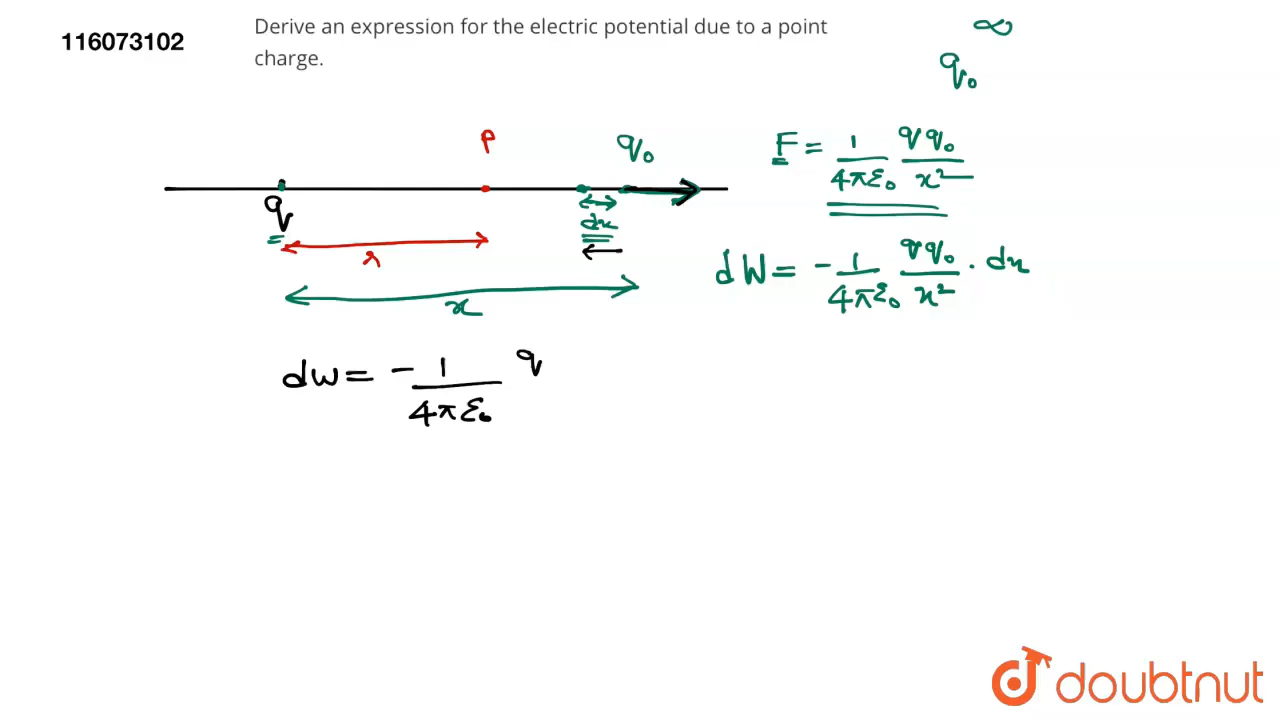 116073102
Derive an expression for the electric potential due to a point
charge.
∞
q₀
P
q₀
F = 1/4πε₀ qq₀/x²
q
dx
r
x
dW = - 1/4πε₀ qq₀/x² . dx
dW = - 1/4πε₀ q
doubtnut